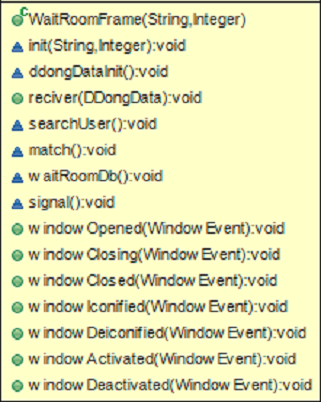 C WaitRoomFrame(String,Integer)
init(String,Integer):void
ddongDataInit():void
reciver(DDongData):void
searchUser():void
match():void
waitRoomDb():void
signal():void
windowOpened(WindowEvent):void
windowClosing(WindowEvent):void
windowClosed(WindowEvent):void
windowIconified(WindowEvent):void
windowDeiconified(WindowEvent):void
windowActivated(WindowEvent):void
windowDeactivated(WindowEvent):void